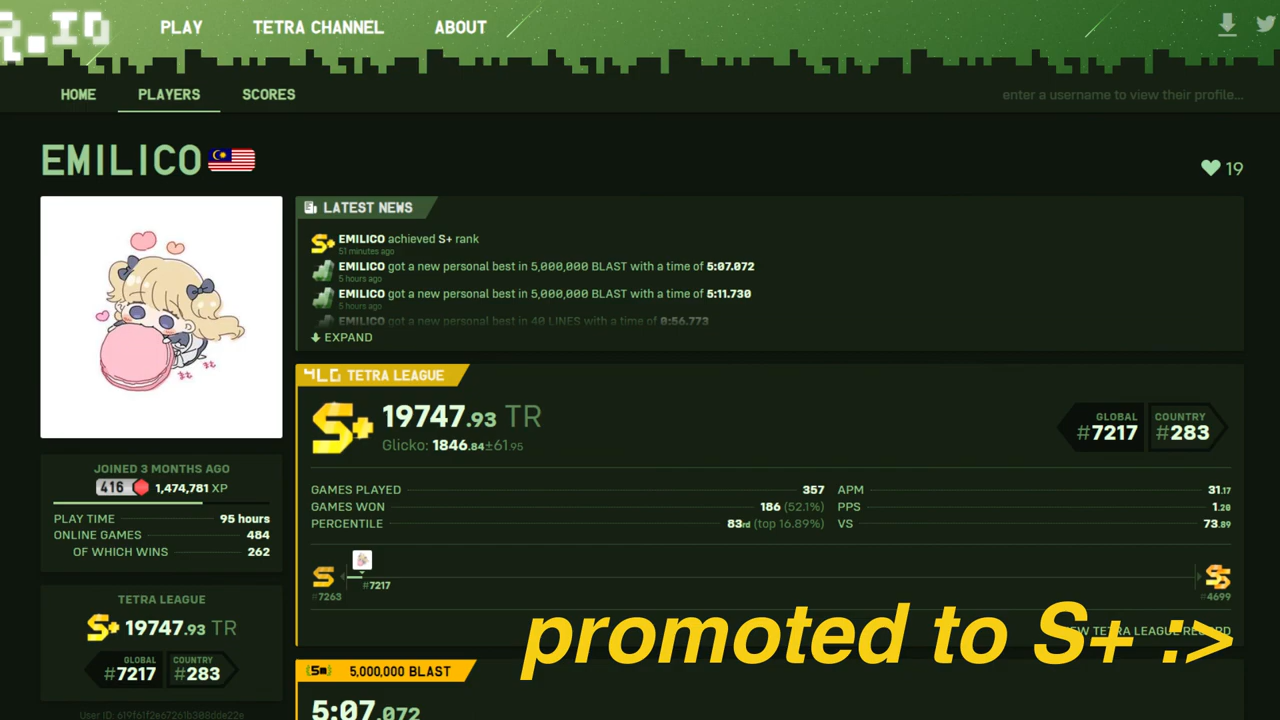 R.IO
PLAY
TETRA CHANNEL
ABOUT
HOME
PLAYERS
SCORES
enter a username to view their profile...
EMILICO
19
LATEST NEWS
S+ EMILICO achieved S+ rank
51 minutes ago
EMILICO got a new personal best in 5,000,000 BLAST with a time of 5:07.072
5 hours ago
EMILICO got a new personal best in 5,000,000 BLAST with a time of 5:11.730
5 hours ago
EMILICO got a new personal best in 40 LINES with a time of 0:56.773
EXPAND
JOINED 3 MONTHS AGO
416 1,474,781 XP
PLAY TIME 95 hours
ONLINE GAMES 484
OF WHICH WINS 262
TETRA LEAGUE
S+ 19747.93 TR
GLOBAL
#7217
COUNTRY
#283
TETRA LEAGUE
S+ 19747.93 TR
Glicko: 1846.84±61.95
GLOBAL
#7217
COUNTRY
#283
GAMES PLAYED 357
GAMES WON 186 (52.1%)
PERCENTILE 83rd (top 16.89%)
APM 31.17
PPS 1.20
VS 73.89
S
#7263
#7217
SS
#4699
promoted to S+ :>
5,000,000 BLAST
5:07.072